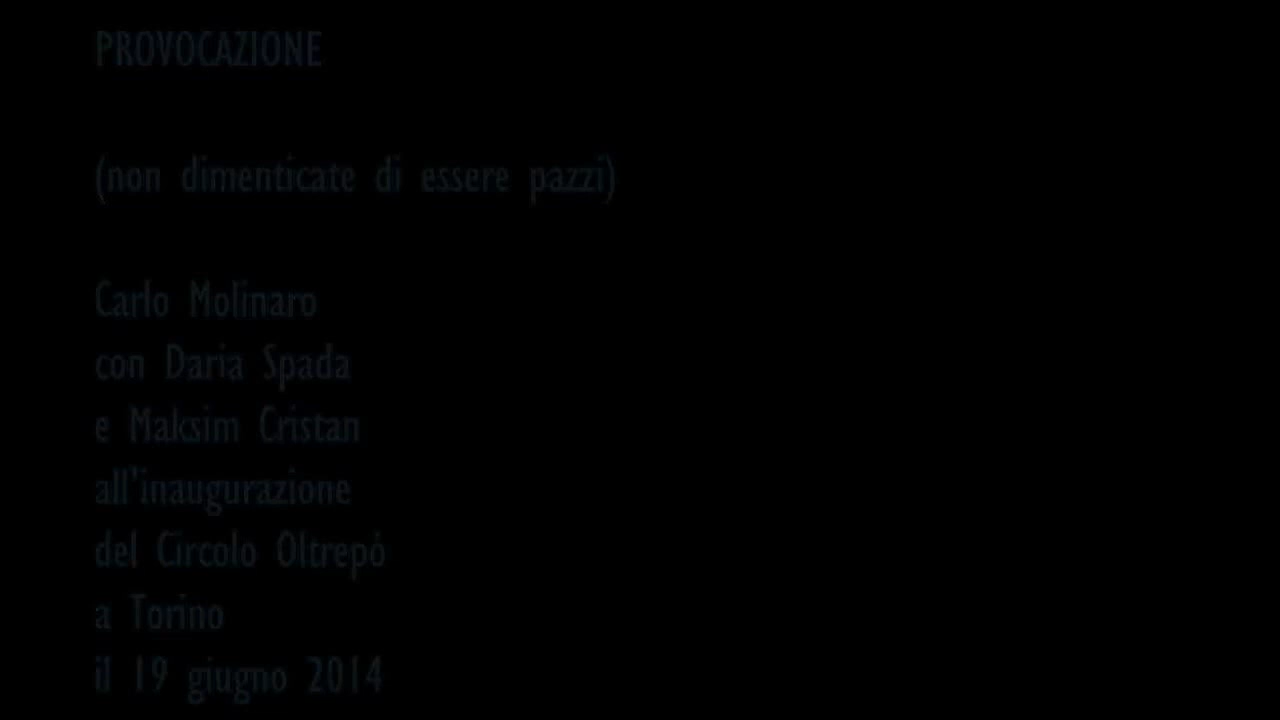 PROVOCAZIONE
(non dimenticate di essere pazzi)
Carlo Molinaro
con Daria Spada
e Maksim Cristan
all'inaugurazione
del Circolo Oltrepò
a Torino
il 19 giugno 2014